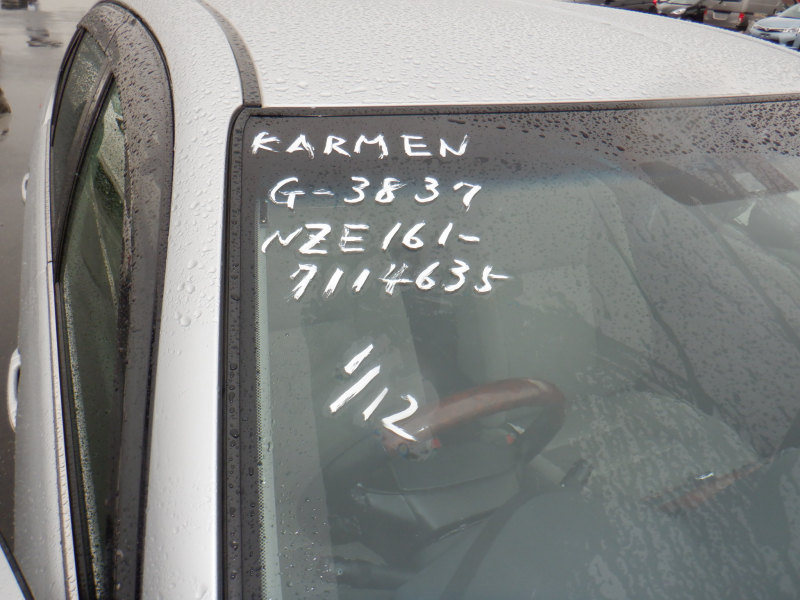 KARMEN
G-3837
NZE161-
7114635
1/12